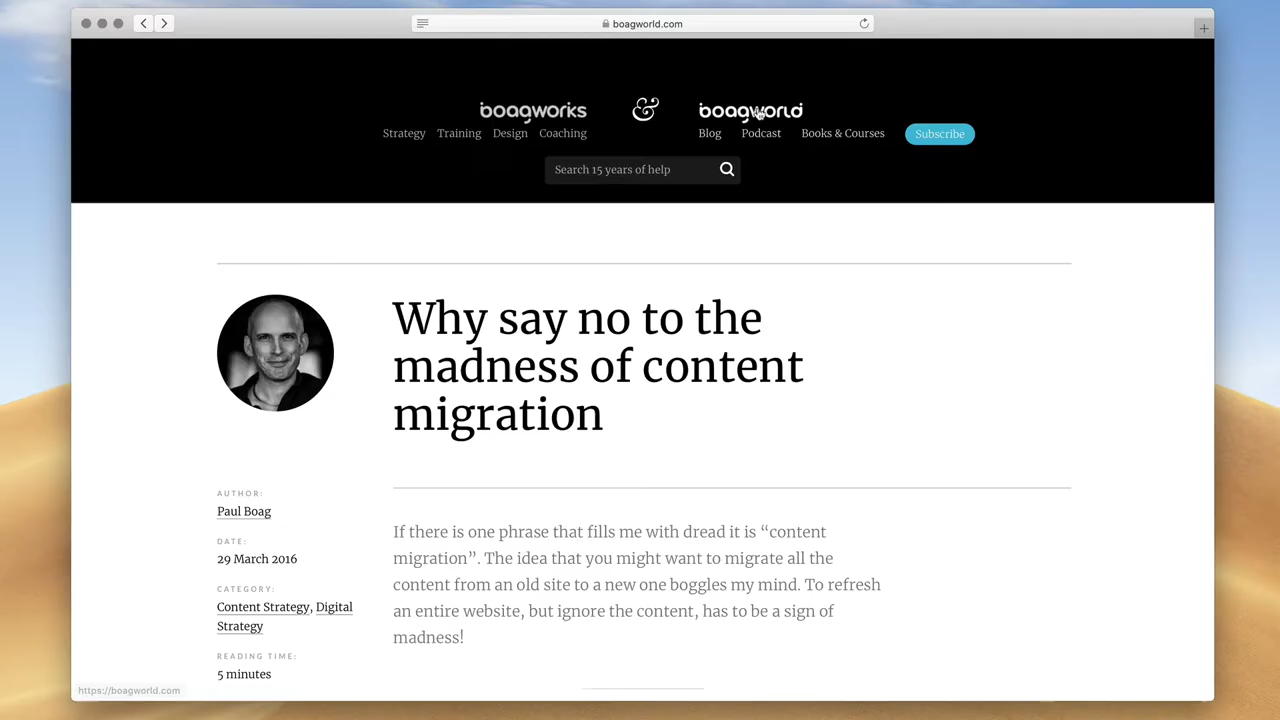 boagworld.com
boagworks & boagworld
Strategy Training Design Coaching Blog Podcast Books & Courses Subscribe
Search 15 years of help
Why say no to the
madness of content
migration
AUTHOR:
Paul Boag
DATE:
29 March 2016
CATEGORY:
Content Strategy, Digital
Strategy
READING TIME:
5 minutes
If there is one phrase that fills me with dread it is “content
migration”. The idea that you might want to migrate all the
content from an old site to a new one boggles my mind. To refresh
an entire website, but ignore the content, has to be a sign of
madness!
https://boagworld.com